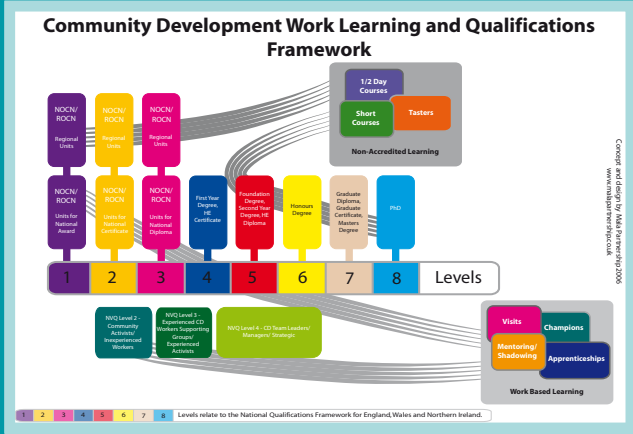 Community Development Work Learning and Qualifications
Framework
1/2 Day
Courses
Short
Courses
Tasters
Non-Accredited Learning
NOCN/
ROCN
Regional
Units
NOCN/
ROCN
Regional
Units
NOCN/
ROCN
Regional
Units
NOCN/
ROCN
Units for
National
Award
NOCN/
ROCN
Units for
National
Certificate
NOCN/
ROCN
Units for
National
Diploma
First Year
Degree, HE
Certificate
Foundation
Degree,
Second Year
Degree, HE
Diploma
Honours
Degree
Graduate
Diploma,
Graduate
Certificate,
Masters
Degree
PhD
1 2 3 4 5 6 7 8 Levels
NVQ Level 2 -
Community
Activists/
Inexperienced
Workers
NVQ Level 3 -
Experienced CD
Workers Supporting
Groups/
Experienced
Activists
NVQ Level 4 - CD Team Leaders/
Managers/ Strategic
Visits
Champions
Mentoring/
Shadowing
Apprenticeships
Work Based Learning
1 2 3 4 5 6 7 8 Levels relate to the National Qualifications Framework for England, Wales and Northern Ireland.
Concept and design by Mala Partnership 2006
www.malapartnership.co.uk